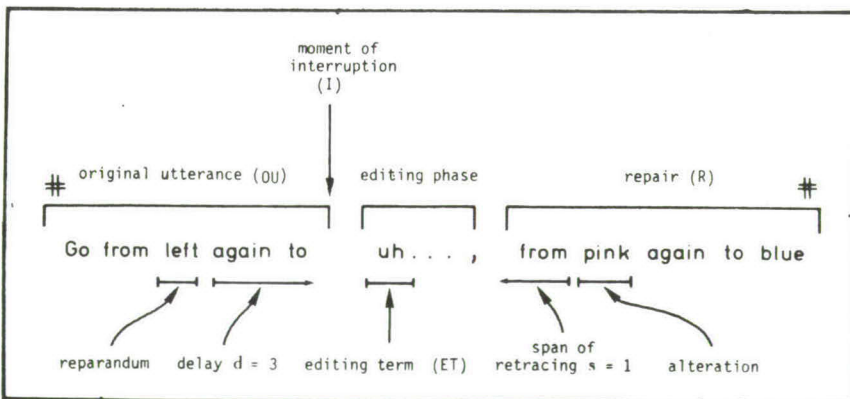 moment of
interruption
(I)
# original utterance (OU) editing phase repair (R) #
Go from left again to uh..., from pink again to blue
reparandum delay d = 3 editing term (ET) span of retracing s = 1 alteration